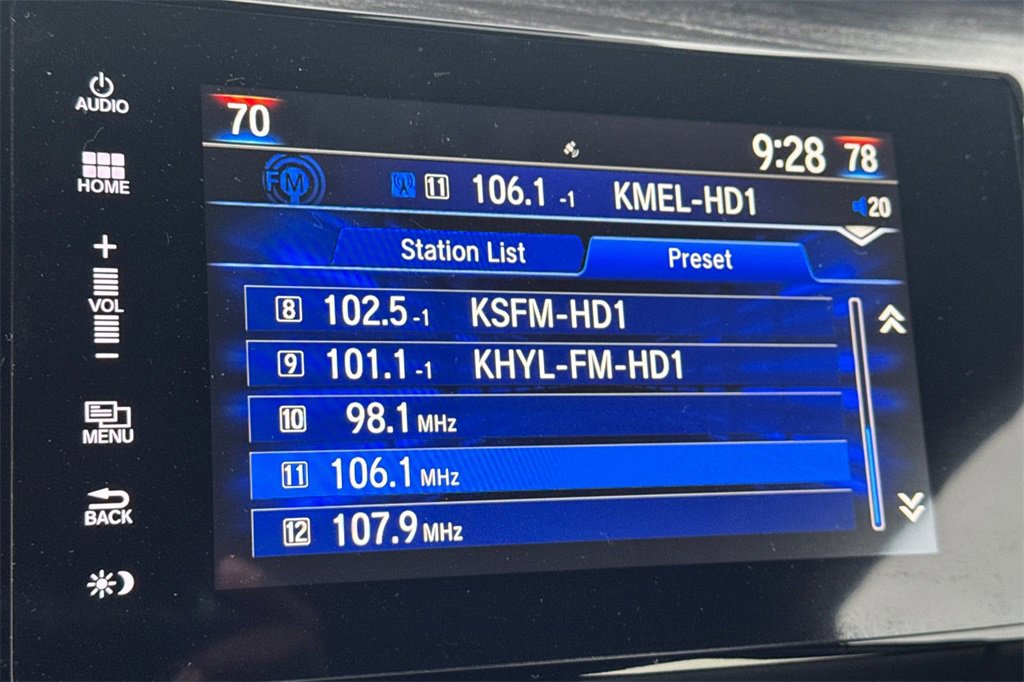 AUDIO
HOME
+
VOL
−
MENU
BACK
70
9:28 78
FM 11 106.1 -1 KMEL-HD1 20
Station List Preset
8 102.5 -1 KSFM-HD1
9 101.1 -1 KHYL-FM-HD1
10 98.1 MHz
11 106.1 MHz
12 107.9 MHz